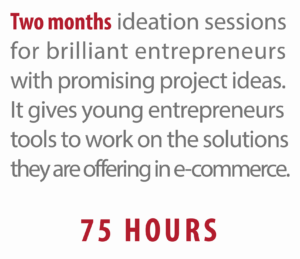 Two months ideation sessions
for brilliant entrepreneurs
with promising project ideas.
It gives young entrepreneurs
tools to work on the solutions
they are offering in e-commerce.
75 HOURS